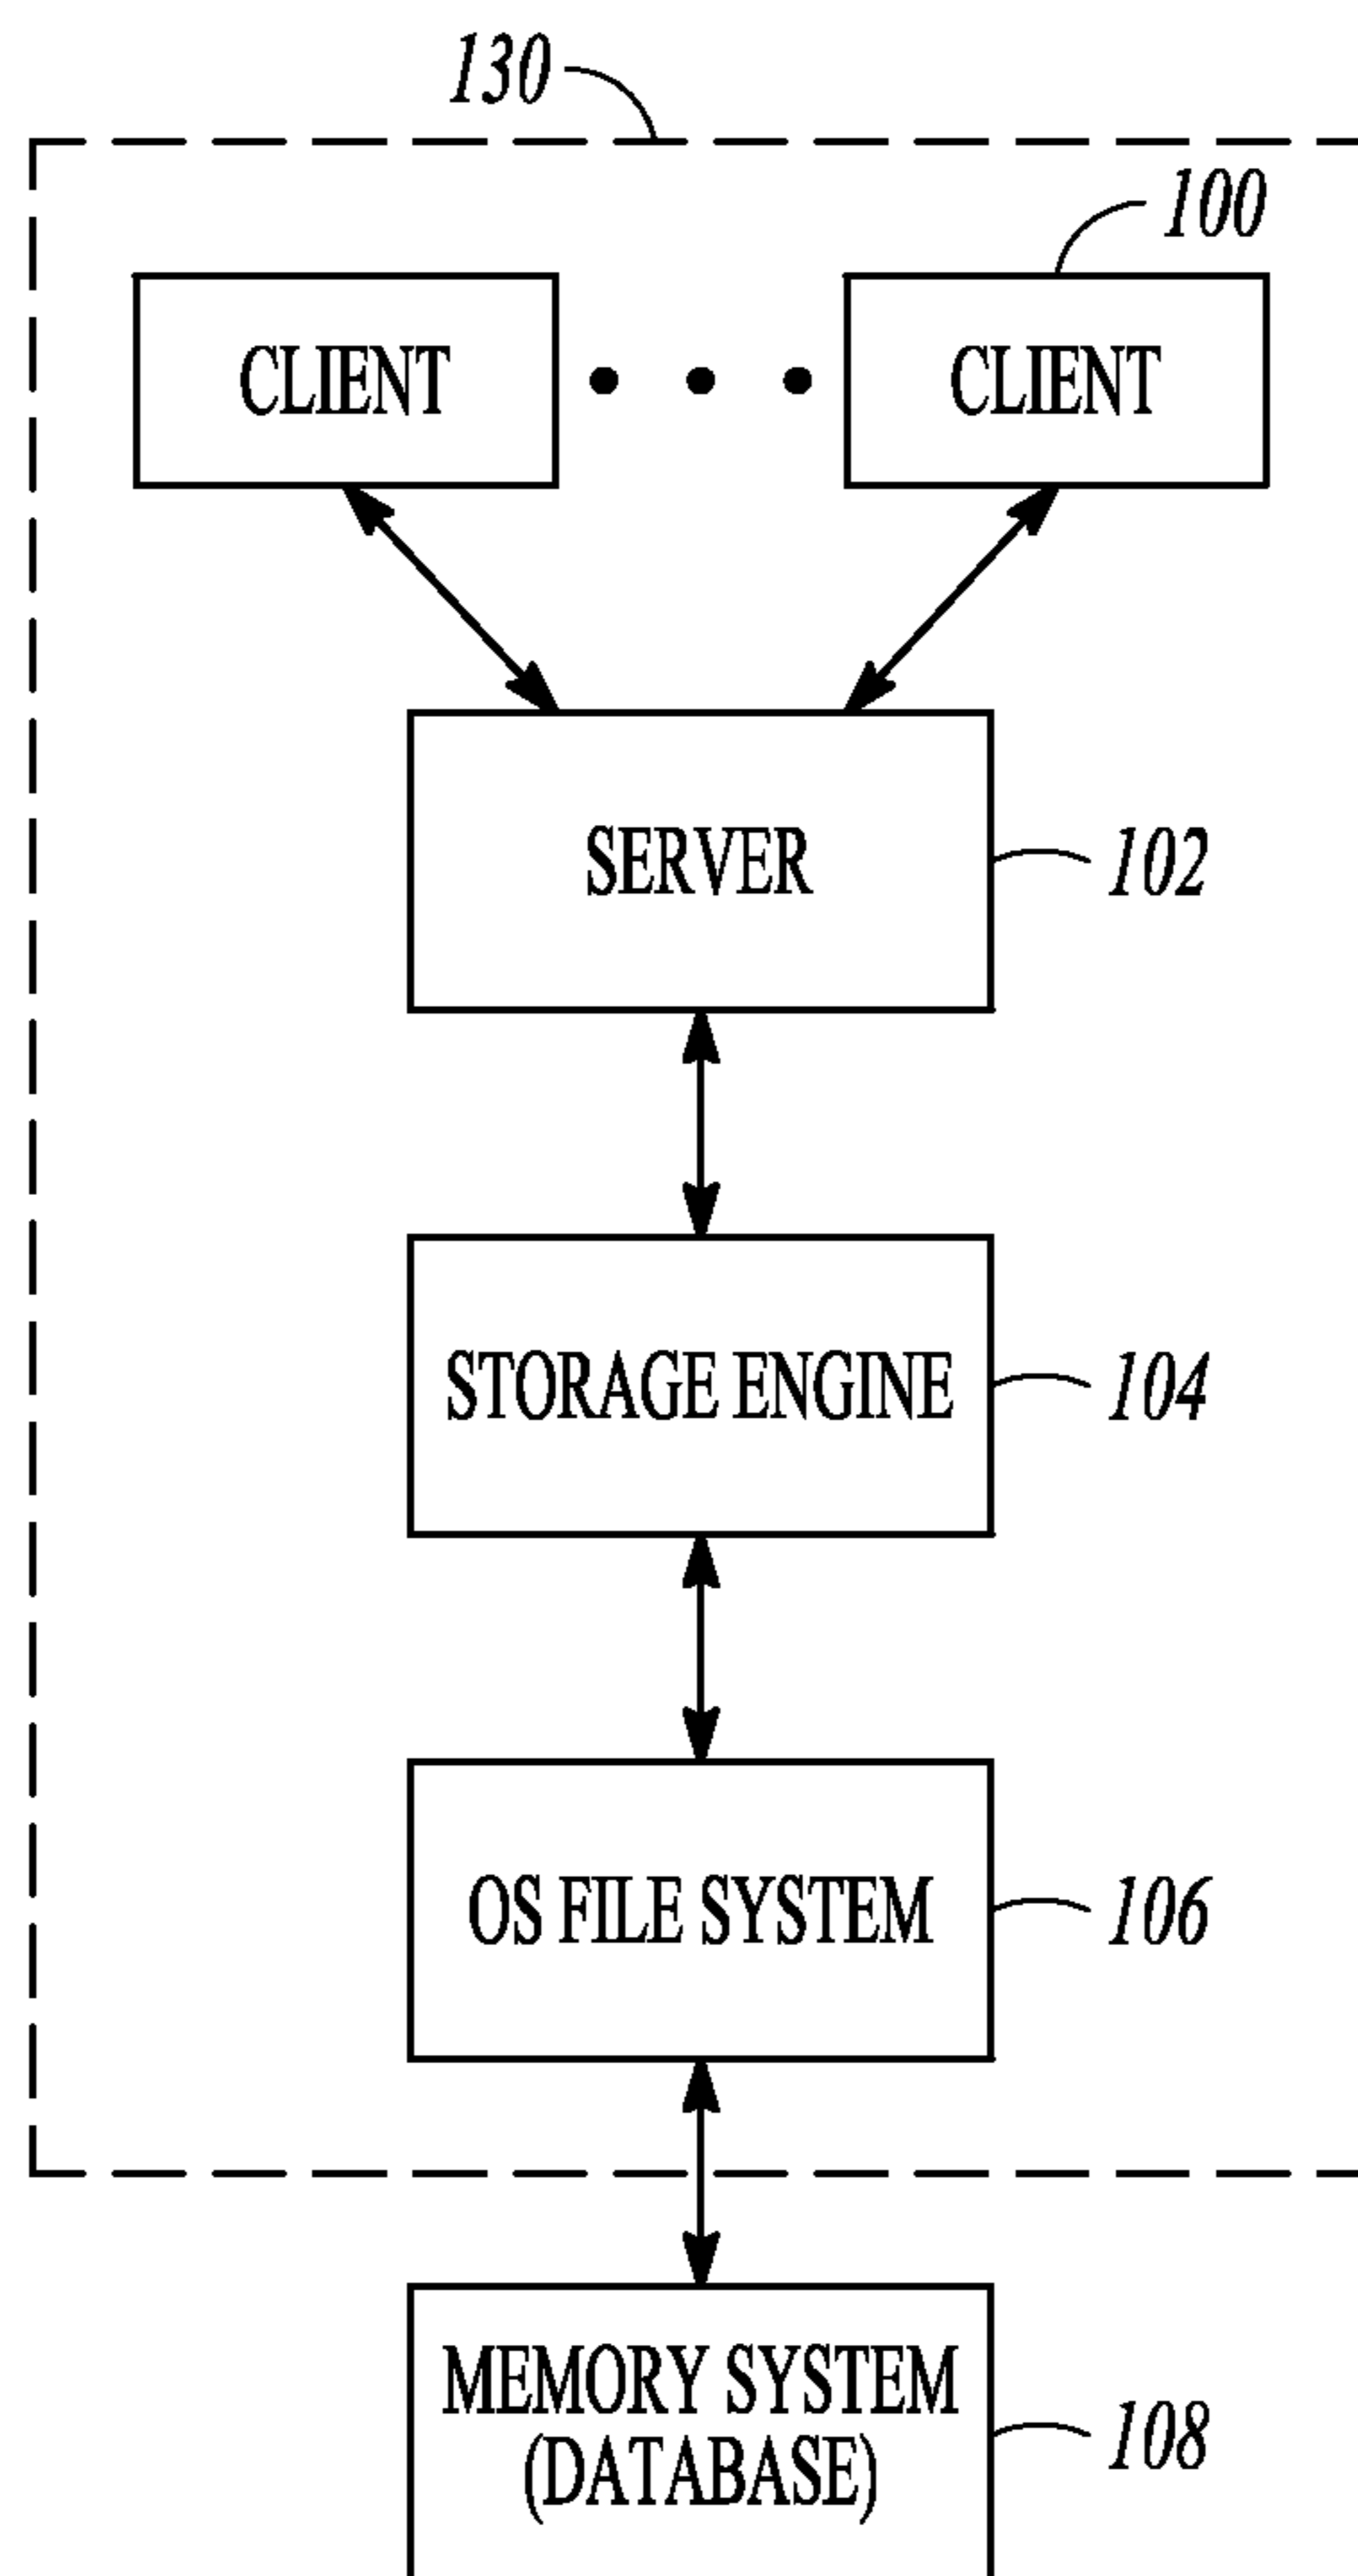 130
100
CLIENT
CLIENT
SERVER
102
STORAGE ENGINE
104
OS FILE SYSTEM
106
MEMORY SYSTEM
(DATABASE)
108